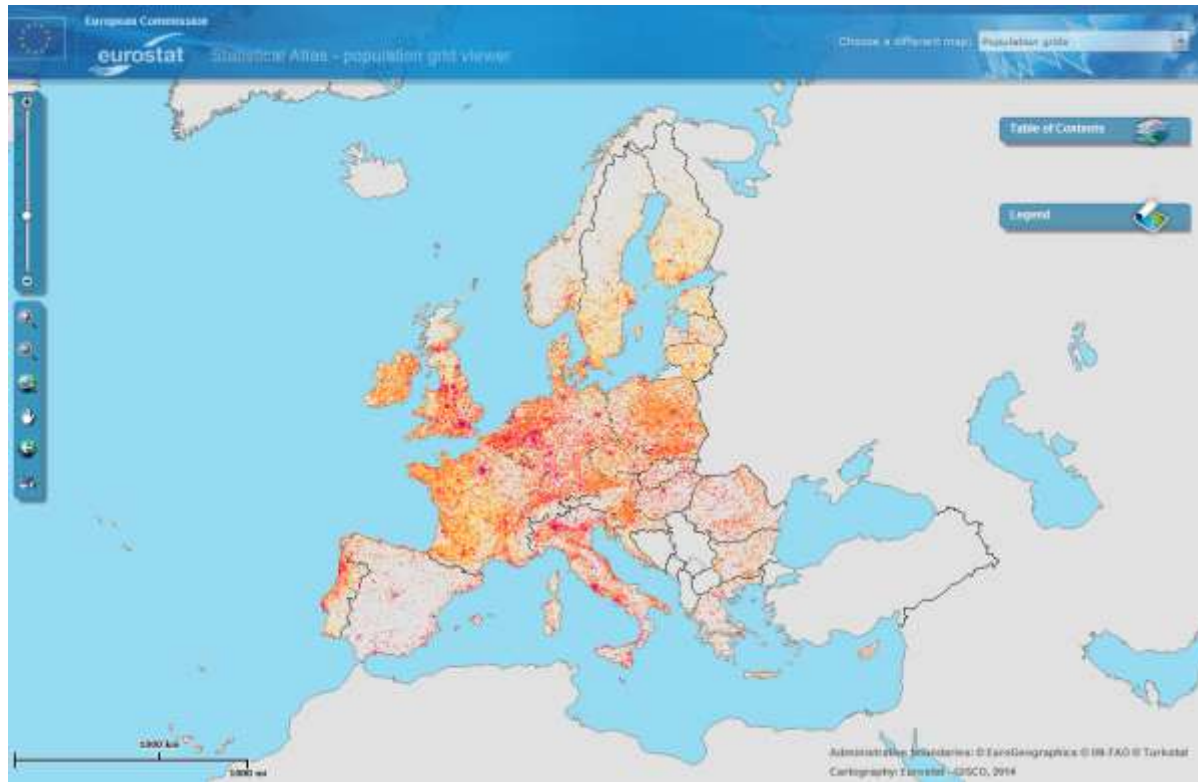 European Commission
eurostat
Statistical Atlas - population grid viewer
Choose a different map: Population grids
Table of Contents
Legend
1000 km
1000 mi
Administrative boundaries: © EuroGeographics © UN-FAO © Turkstat
Cartography: Eurostat - GISCO, 2014